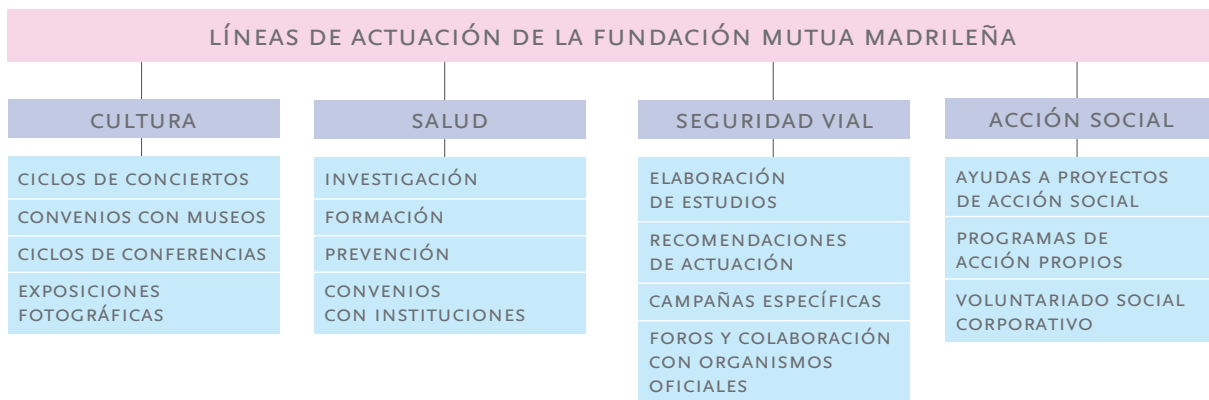 LÍNEAS DE ACTUACIÓN DE LA FUNDACIÓN MUTUA MADRILEÑA
CULTURA
CICLOS DE CONCIERTOS
CONVENIOS CON MUSEOS
CICLOS DE CONFERENCIAS
EXPOSICIONES
FOTOGRÁFICAS
SALUD
INVESTIGACIÓN
FORMACIÓN
PREVENCIÓN
CONVENIOS
CON INSTITUCIONES
SEGURIDAD VIAL
ELABORACIÓN
DE ESTUDIOS
RECOMENDACIONES
DE ACTUACIÓN
CAMPAÑAS ESPECÍFICAS
FOROS Y COLABORACIÓN
CON ORGANISMOS
OFICIALES
ACCIÓN SOCIAL
AYUDAS A PROYECTOS
DE ACCIÓN SOCIAL
PROGRAMAS DE
ACCIÓN PROPIOS
VOLUNTARIADO SOCIAL
CORPORATIVO